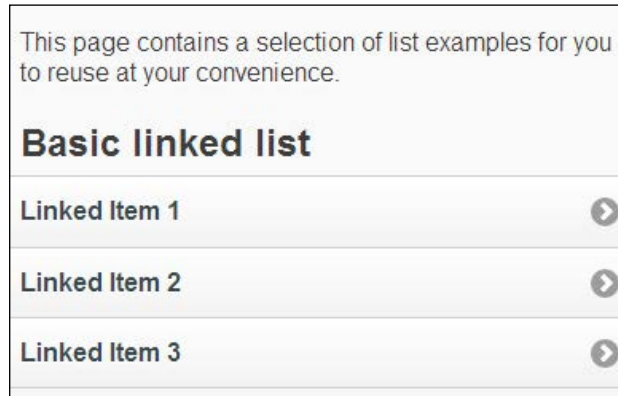 This page contains a selection of list examples for you
to reuse at your convenience.
Basic linked list
Linked Item 1
Linked Item 2
Linked Item 3